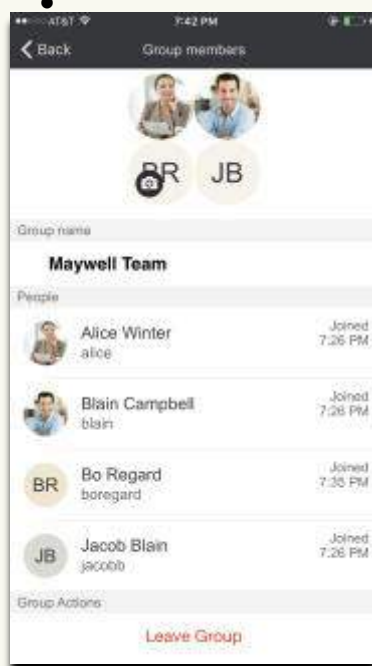 AT&T 7:42 PM
Back Group members
BR JB
Group name
Maywell Team
People
Alice Winter Joined
alice 7:26 PM
Blain Campbell Joined
blain 7:26 PM
BR Bo Regard Joined
boregard 7:35 PM
JB Jacob Blain Joined
jacobb 7:26 PM
Group Actions
Leave Group